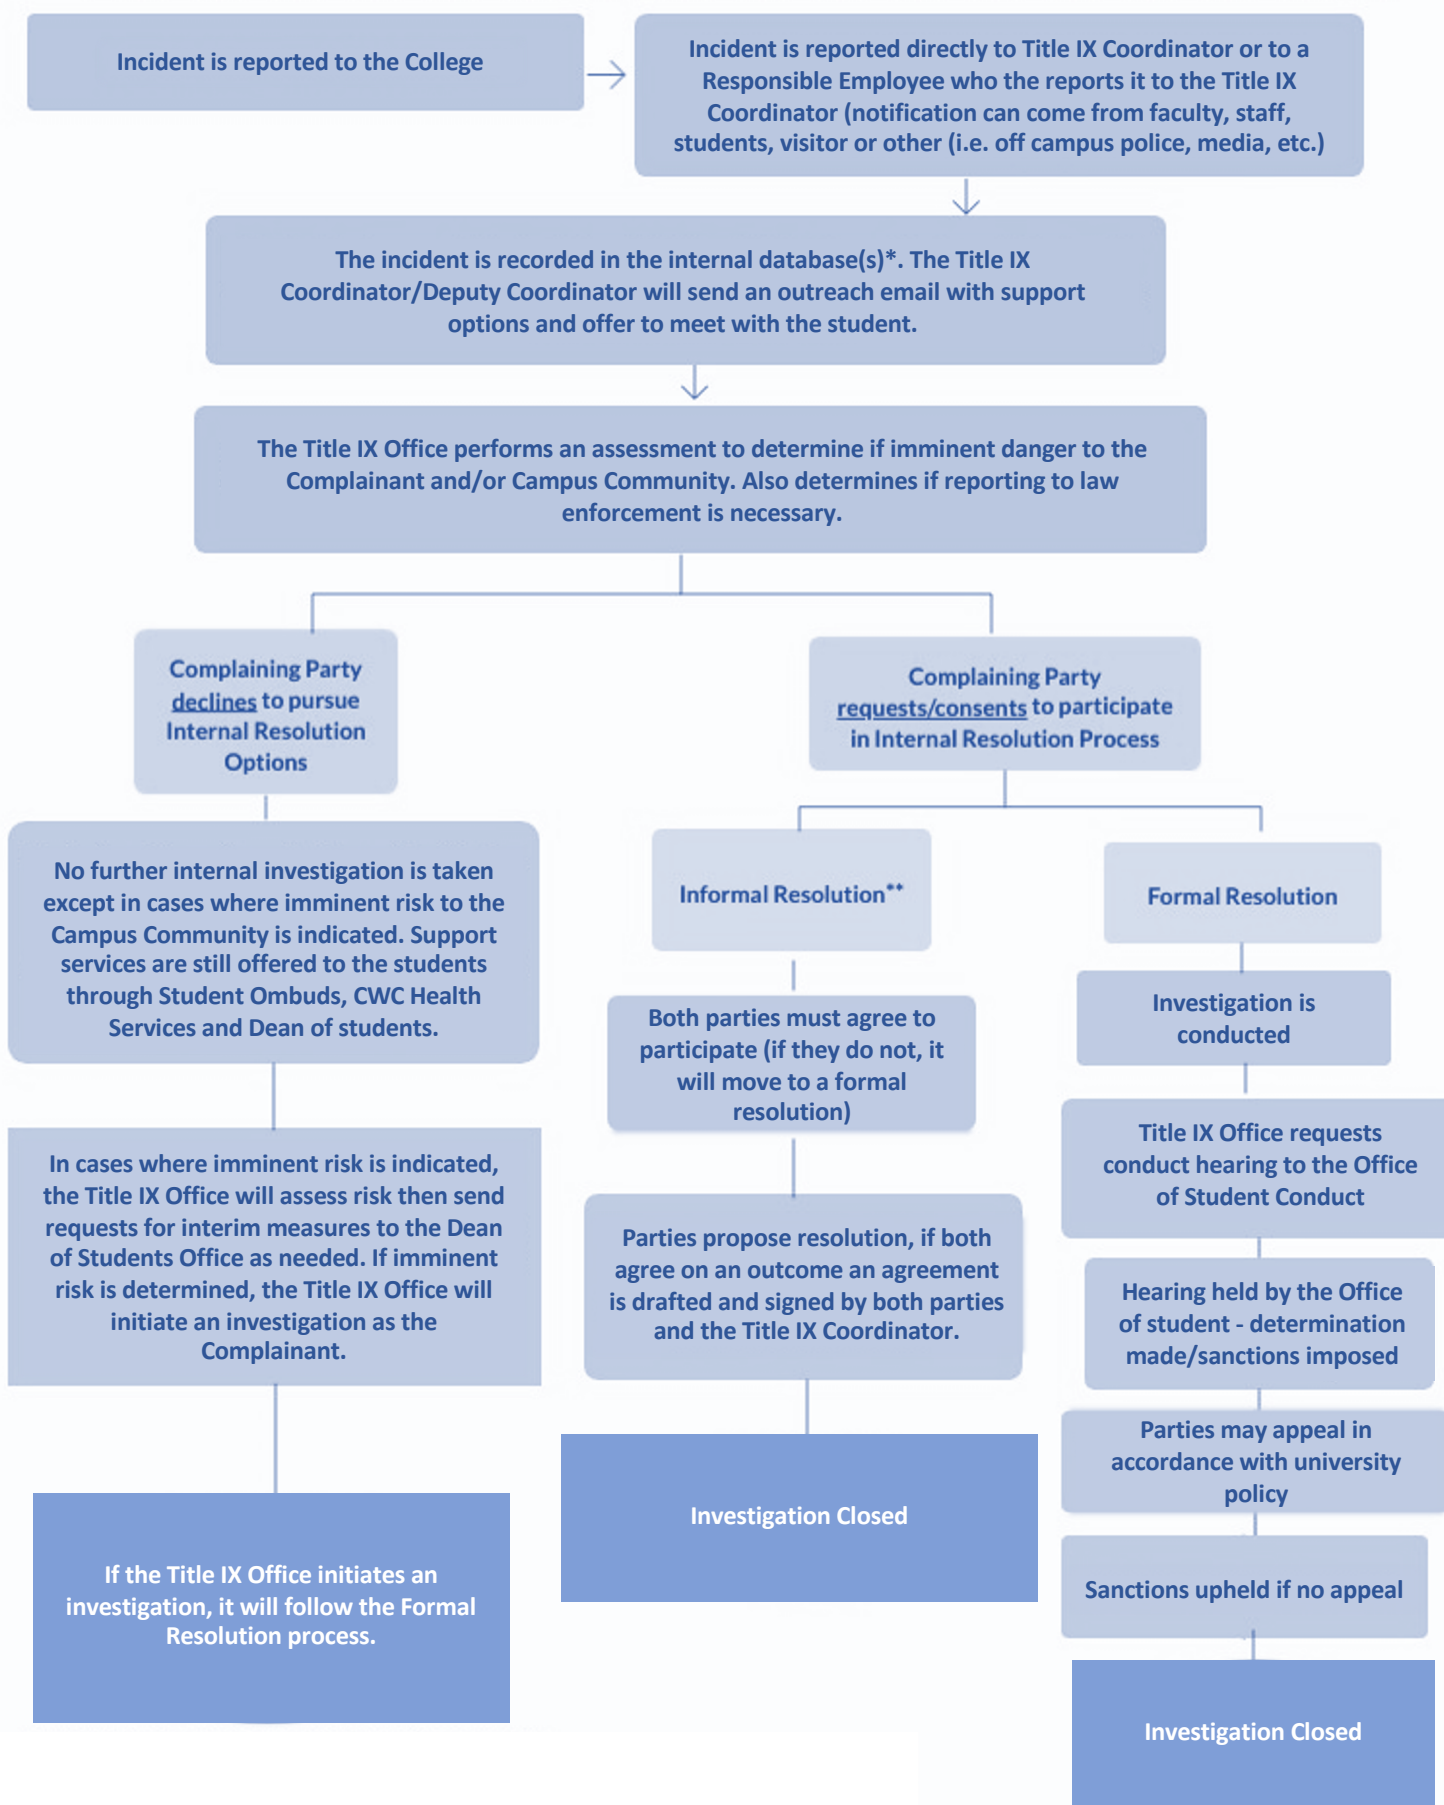 Incident is reported to the College
Incident is reported directly to Title IX Coordinator or to a
Responsible Employee who the reports it to the Title IX
Coordinator (notification can come from faculty, staff,
students, visitor or other (i.e. off campus police, media, etc.)
The incident is recorded in the internal database(s)*. The Title IX
Coordinator/Deputy Coordinator will send an outreach email with support
options and offer to meet with the student.
The Title IX Office performs an assessment to determine if imminent danger to the
Complainant and/or Campus Community. Also determines if reporting to law
enforcement is necessary.
Complaining Party
declines to pursue
Internal Resolution
Options
No further internal investigation is taken
except in cases where imminent risk to the
Campus Community is indicated. Support
services are still offered to the students
through Student Ombuds, CWC Health
Services and Dean of students.
In cases where imminent risk is indicated,
the Title IX Office will assess risk then send
requests for interim measures to the Dean
of Students Office as needed. If imminent
risk is determined, the Title IX Office will
initiate an investigation as the
Complainant.
If the Title IX Office initiates an
investigation, it will follow the Formal
Resolution process.
Complaining Party
requests/consents to participate
in Internal Resolution Process
Informal Resolution**
Both parties must agree to
participate (if they do not, it
will move to a formal
resolution)
Parties propose resolution, if both
agree on an outcome an agreement
is drafted and signed by both parties
and the Title IX Coordinator.
Investigation Closed
Formal Resolution
Investigation is
conducted
Title IX Office requests
conduct hearing to the Office
of Student Conduct
Hearing held by the Office
of student - determination
made/sanctions imposed
Parties may appeal in
accordance with university
policy
Sanctions upheld if no appeal
Investigation Closed